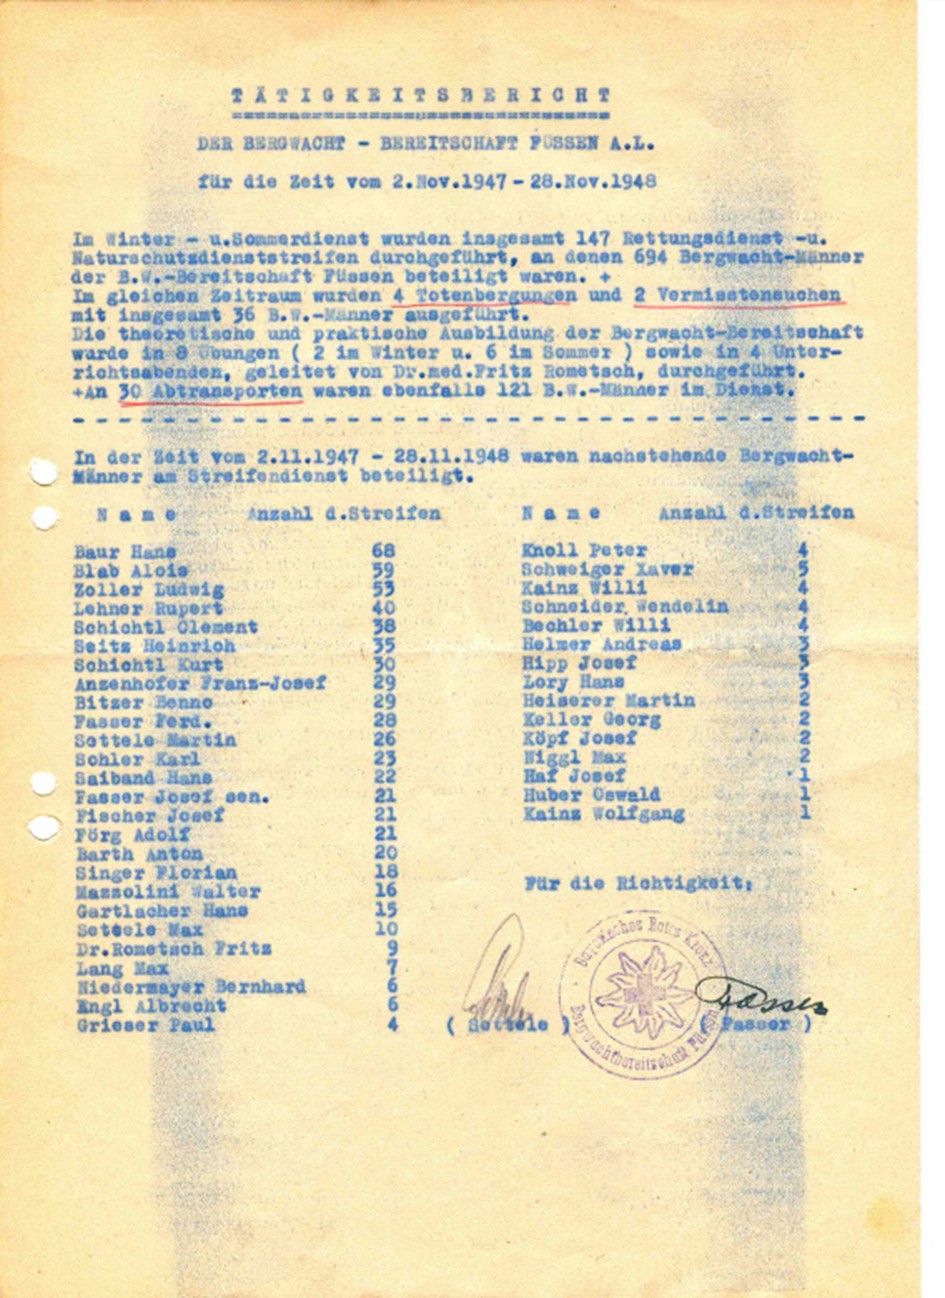 TÄTIGKEITSBERICHT
DER BERGWACHT - BEREITSCHAFT FÜSSEN A.L.
für die Zeit vom 2.Nov.1947 - 28.Nov.1948
Im Winter - u.Sommerdienst wurden insgesamt 147 Rettungsdienst -u.
Naturschutzdienststreifen durchgeführt, an denen 694 Bergwacht-Männer
der B.W.-Bereitschaft Füssen beteiligt waren. +
Im gleichen Zeitraum wurden 4 Totenbergungen und 2 Vermisstensuchen
mit insgesamt 36 B.W.-Männer ausgeführt.
Die theoretische und praktische Ausbildung der Bergwacht-Bereitschaft
wurde in 8 Übungen ( 2 im Winter u. 6 im Sommer ) sowie in 4 Unter-
richtsabenden, geleitet von Dr.med.Fritz Rometsch, durchgeführt.
+An 30 Abtransporten waren ebenfalls 121 B.W.-Männer im Dienst.
In der Zeit vom 2.11.1947 - 28.11.1948 waren nachstehende Bergwacht-
Männer am Streifendienst beteiligt.
Name Anzahl d.Streifen
Baur Hans 68
Blab Alois 59
Zoller Ludwig 53
Lehner Rupert 40
Schichtl Clement 38
Seitz Heinrich 35
Schichtl Kurt 30
Anzenhofer Franz-Josef 29
Bitzer Benno 29
Fasser Ferd. 28
Settele Martin 26
Sohler Karl 23
Saiband Hans 22
Fasser Josef sen. 21
Fischer Josef 21
Förg Adolf 21
Barth Anton 20
Singer Florian 18
Mazzolini Walter 16
Gartlacher Hans 15
Settele Max 10
Dr.Rometsch Fritz 9
Lang Max 7
Niedermayer Bernhard 6
Engl Albrecht 6
Grieser Paul 4
Name Anzahl d.Streifen
Knoll Peter 4
Schweiger Xaver 5
Kainz Willi 4
Schneider Wendelin 4
Bechler Willi 4
Helmer Andreas 3
Hipp Josef 3
Lory Hans 3
Heiserer Martin 2
Keller Georg 2
Köpf Josef 2
Niggl Max 2
Haf Josef 1
Huber Oswald 1
Kainz Wolfgang 1
Für die Richtigkeit:
Bayerisches Rotes Kreuz
Bergwachtbereitschaft Füssen
Fasser
( Settele ) ( Fasser )